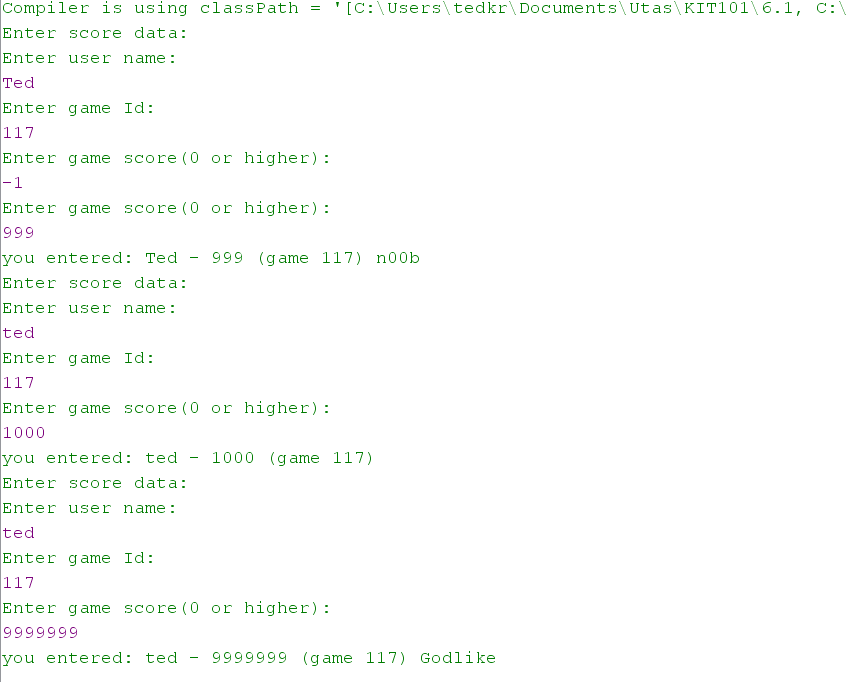 Compiler is using classPath = '[C:\Users\tedkr\Documents\Utas\KIT101\6.1, C:\
Enter score data:
Enter user name:
Ted
Enter game Id:
117
Enter game score(0 or higher):
-1
Enter game score(0 or higher):
999
you entered: Ted - 999 (game 117) n00b
Enter score data:
Enter user name:
ted
Enter game Id:
117
Enter game score(0 or higher):
1000
you entered: ted - 1000 (game 117)
Enter score data:
Enter user name:
ted
Enter game Id:
117
Enter game score(0 or higher):
9999999
you entered: ted - 9999999 (game 117) Godlike